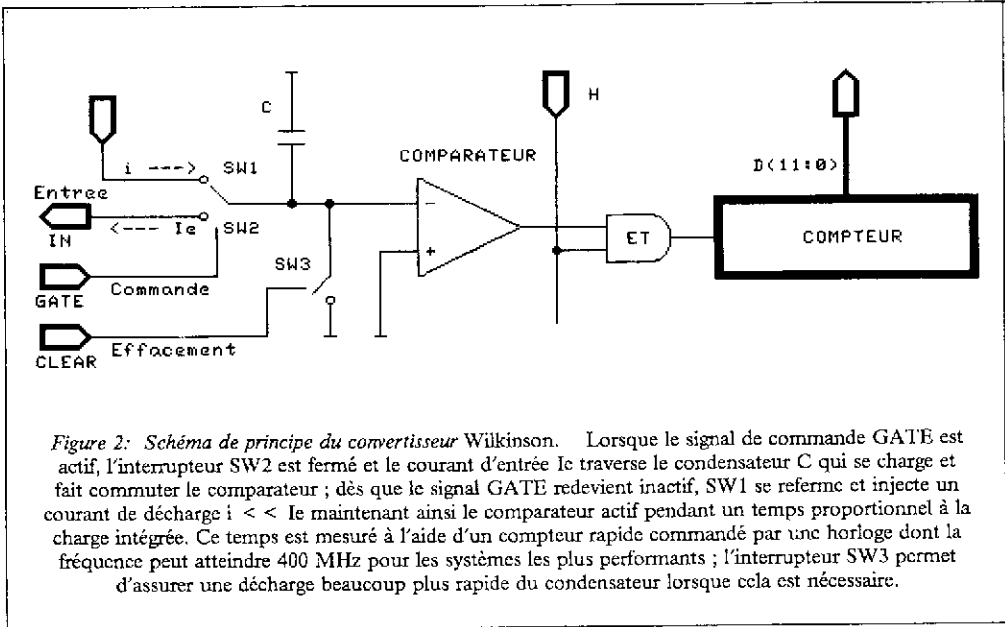 H
C
COMPARATEUR
D(11:0)
i --->
SW1
Entree
<--- Ie
SW2
IN
ET
COMPTEUR
SW3
GATE
Commande
CLEAR
Effacement
-
+
Figure 2: Schéma de principe du convertisseur Wilkinson. Lorsque le signal de commande GATE est
actif, l'interrupteur SW2 est fermé et le courant d'entrée Ie traverse le condensateur C qui se charge et
fait commuter le comparateur ; dès que le signal GATE redevient inactif, SW1 se referme et injecte un
courant de décharge i < < Ie maintenant ainsi le comparateur actif pendant un temps proportionnel à la
charge intégrée. Ce temps est mesuré à l'aide d'un compteur rapide commandé par une horloge dont la
fréquence peut atteindre 400 MHz pour les systèmes les plus performants ; l'interrupteur SW3 permet
d'assurer une décharge beaucoup plus rapide du condensateur lorsque cela est nécessaire.